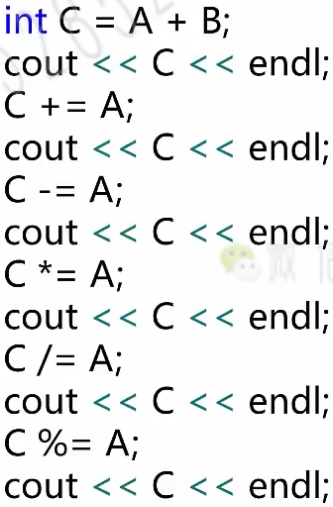 int C = A + B;
cout << C << endl;
C += A;
cout << C << endl;
C -= A;
cout << C << endl;
C *= A;
cout << C << endl;
C /= A;
cout << C << endl;
C %= A;
cout << C << endl;